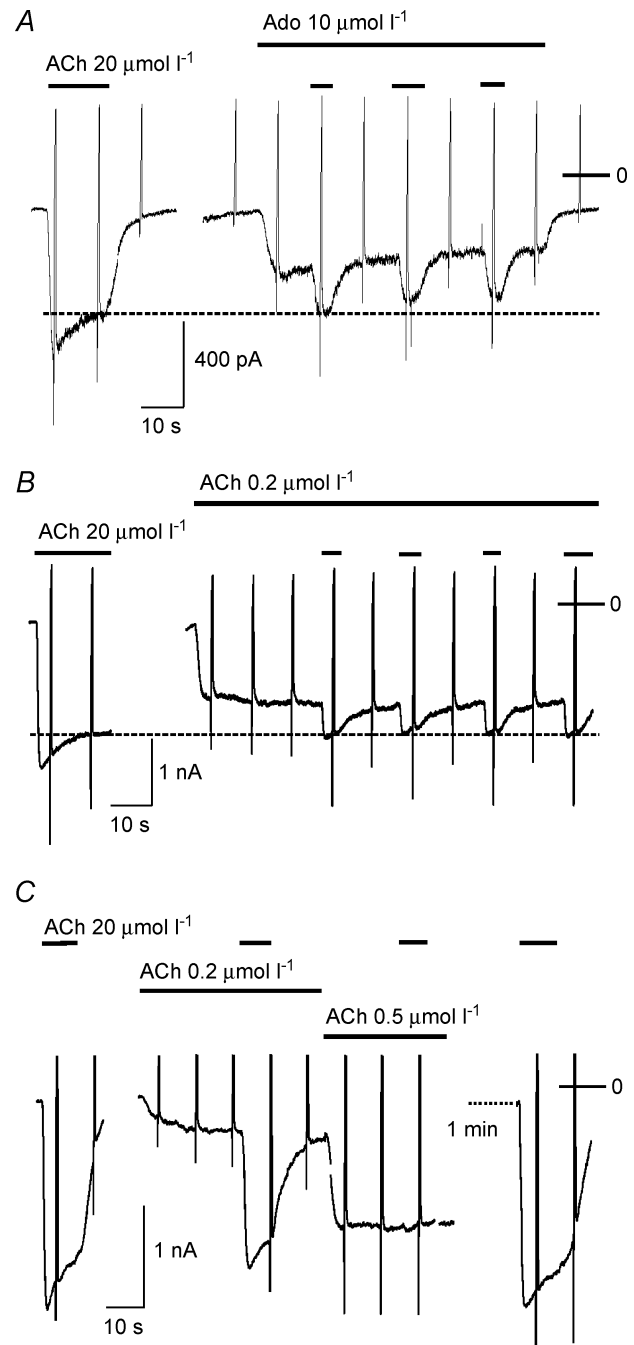 A
Ado 10 µmol l⁻¹
ACh 20 µmol l⁻¹
0
400 pA
10 s
B
ACh 0.2 µmol l⁻¹
ACh 20 µmol l⁻¹
0
1 nA
10 s
C
ACh 20 µmol l⁻¹
ACh 0.2 µmol l⁻¹
ACh 0.5 µmol l⁻¹
0
1 min
1 nA
10 s